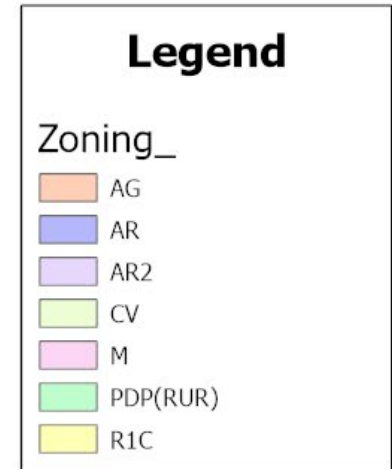 Legend
Zoning_
AG
AR
AR2
CV
M
PDP(RUR)
R1C